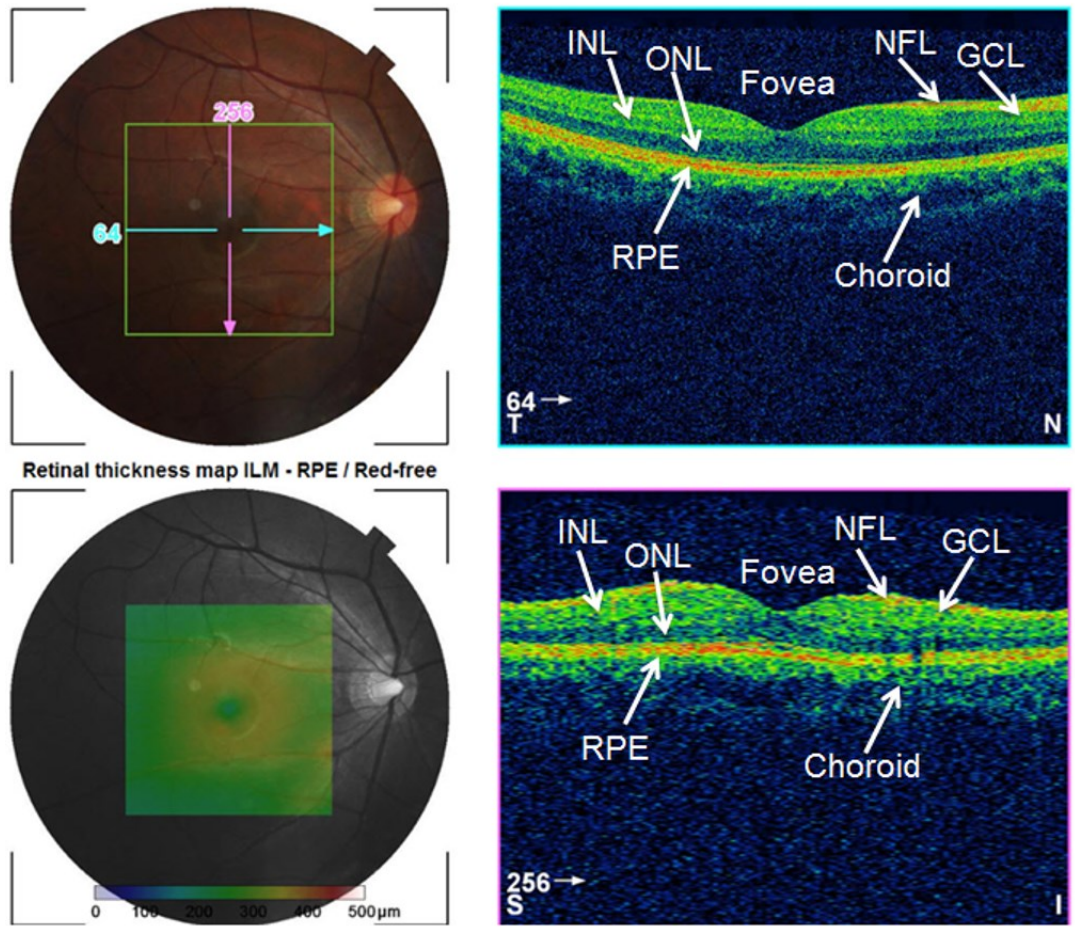 256
64
INL
ONL
Fovea
NFL
GCL
RPE
Choroid
64
T
N
Retinal thickness map ILM - RPE / Red-free
0 100 200 300 400 500µm
INL
ONL
Fovea
NFL
GCL
RPE
Choroid
256
S
I